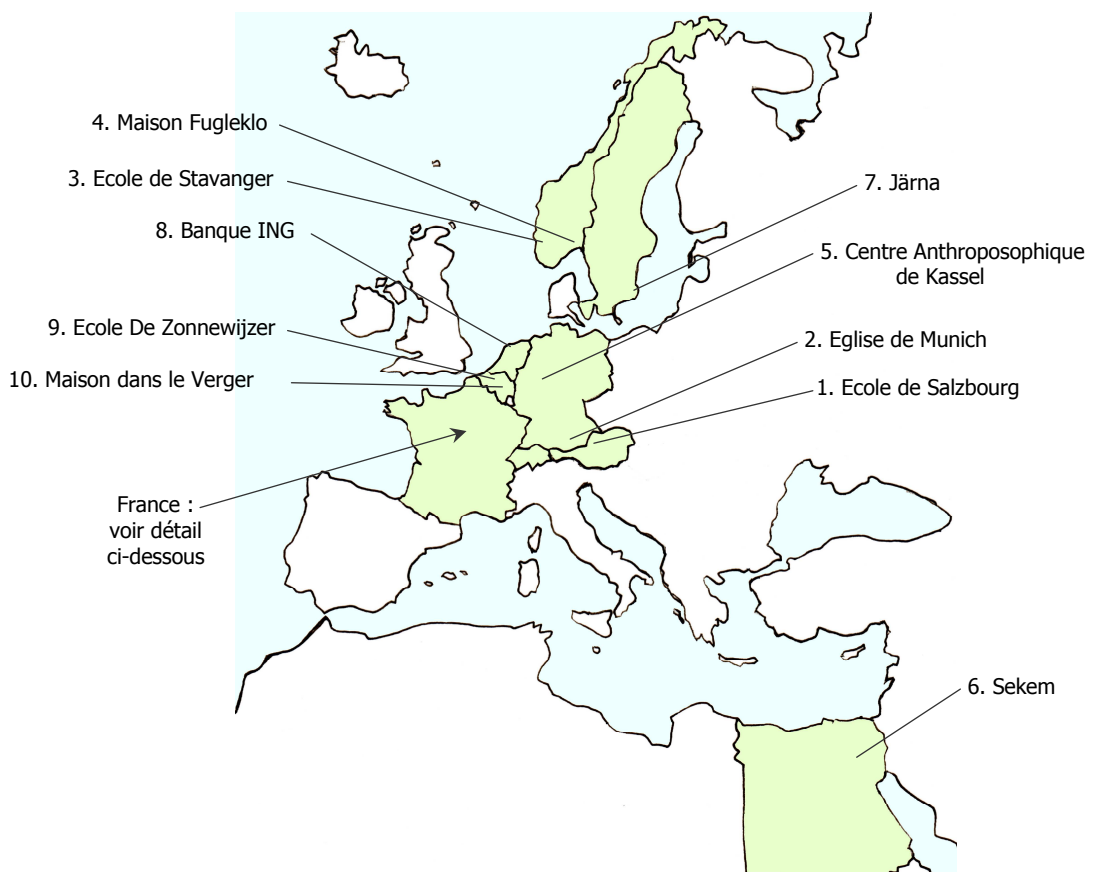 4. Maison Fugleklo
3. Ecole de Stavanger
8. Banque ING
9. Ecole De Zonnewijzer
10. Maison dans le Verger
France :
voir détail
ci-dessous
7. Järna
5. Centre Anthroposophique
de Kassel
2. Eglise de Munich
1. Ecole de Salzbourg
6. Sekem